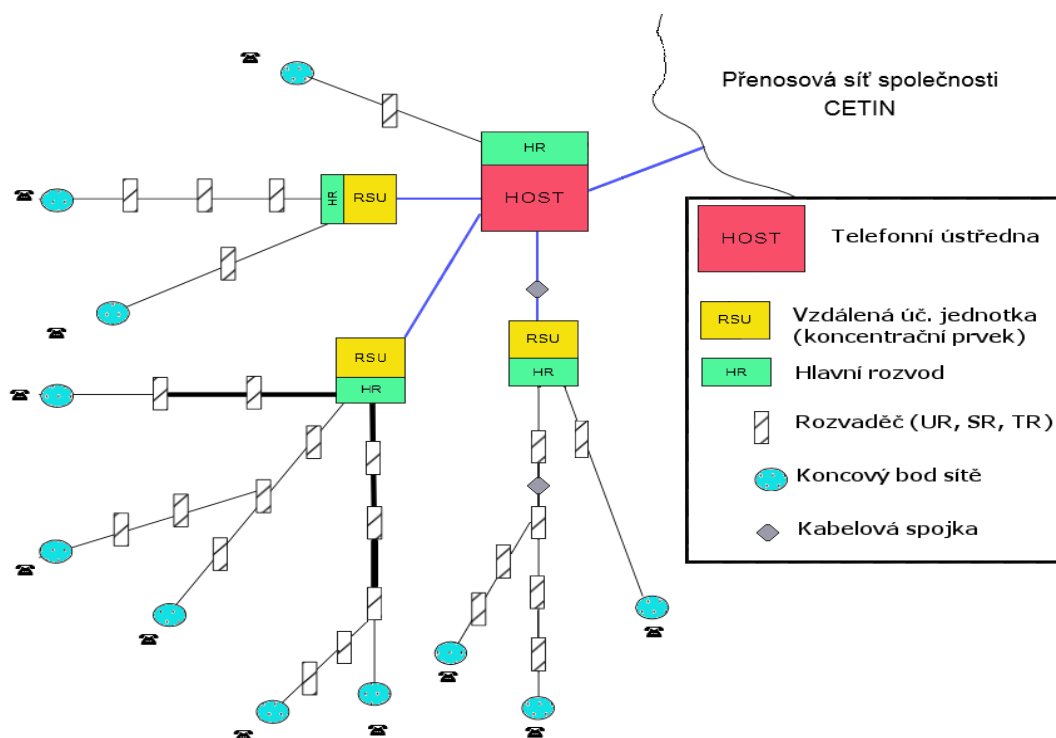 Přenosová síť společnosti
CETIN
HR
HOST
HR
RSU
RSU
HR
RSU
HR
HOST
Telefonní ústředna
RSU
Vzdálená úč. jednotka
(koncentrační prvek)
HR
Hlavní rozvod
Rozvaděč (UR, SR, TR)
Koncový bod sítě
Kabelová spojka